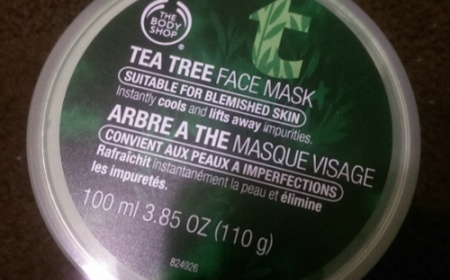 THE
BODY
SHOP
t
TEA TREE FACE MASK
SUITABLE FOR BLEMISHED SKIN
Instantly cools and lifts away impurities.
ARBRE A THE MASQUE VISAGE
CONVIENT AUX PEAUX A IMPERFECTIONS
Rafraîchit instantanément la peau et élimine
les impuretés.
100 ml 3.85 OZ (110 g)
824926